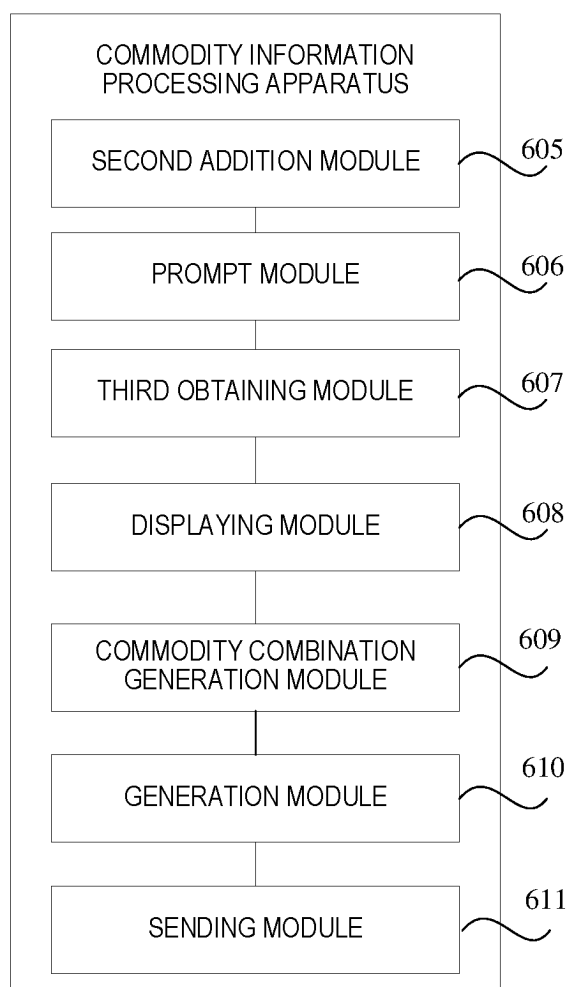 COMMODITY INFORMATION
PROCESSING APPARATUS
SECOND ADDITION MODULE
605
PROMPT MODULE
606
THIRD OBTAINING MODULE
607
DISPLAYING MODULE
608
COMMODITY COMBINATION
GENERATION MODULE
609
GENERATION MODULE
610
SENDING MODULE
611